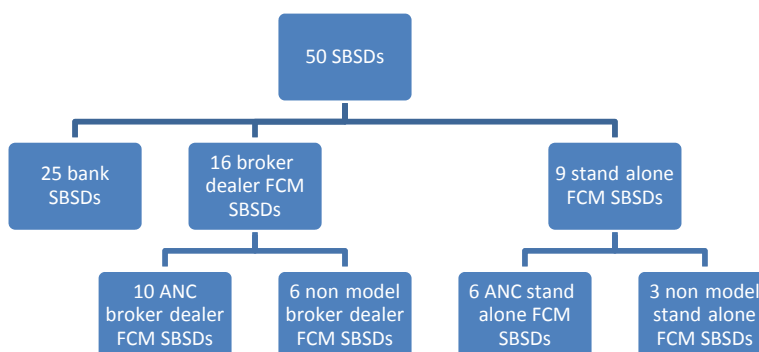 50 SBSDs
25 bank
SBSDs
16 broker
dealer FCM
SBSDs
9 stand alone
FCM SBSDs
10 ANC
broker dealer
FCM SBSDs
6 non model
broker dealer
FCM SBSDs
6 ANC stand
alone FCM
SBSDs
3 non model
stand alone
FCM SBSDs